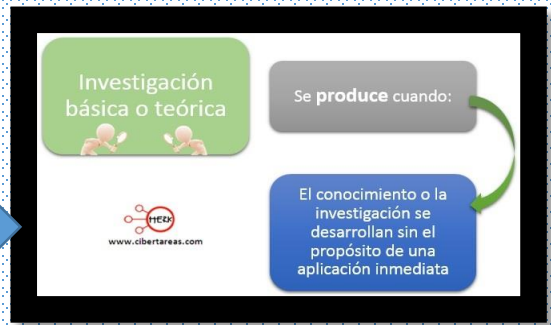 Investigación
básica o teórica
Se produce cuando:
El conocimiento o la
investigación se
desarrollan sin el
propósito de una
aplicación inmediata
MERK
www.cibertareas.com